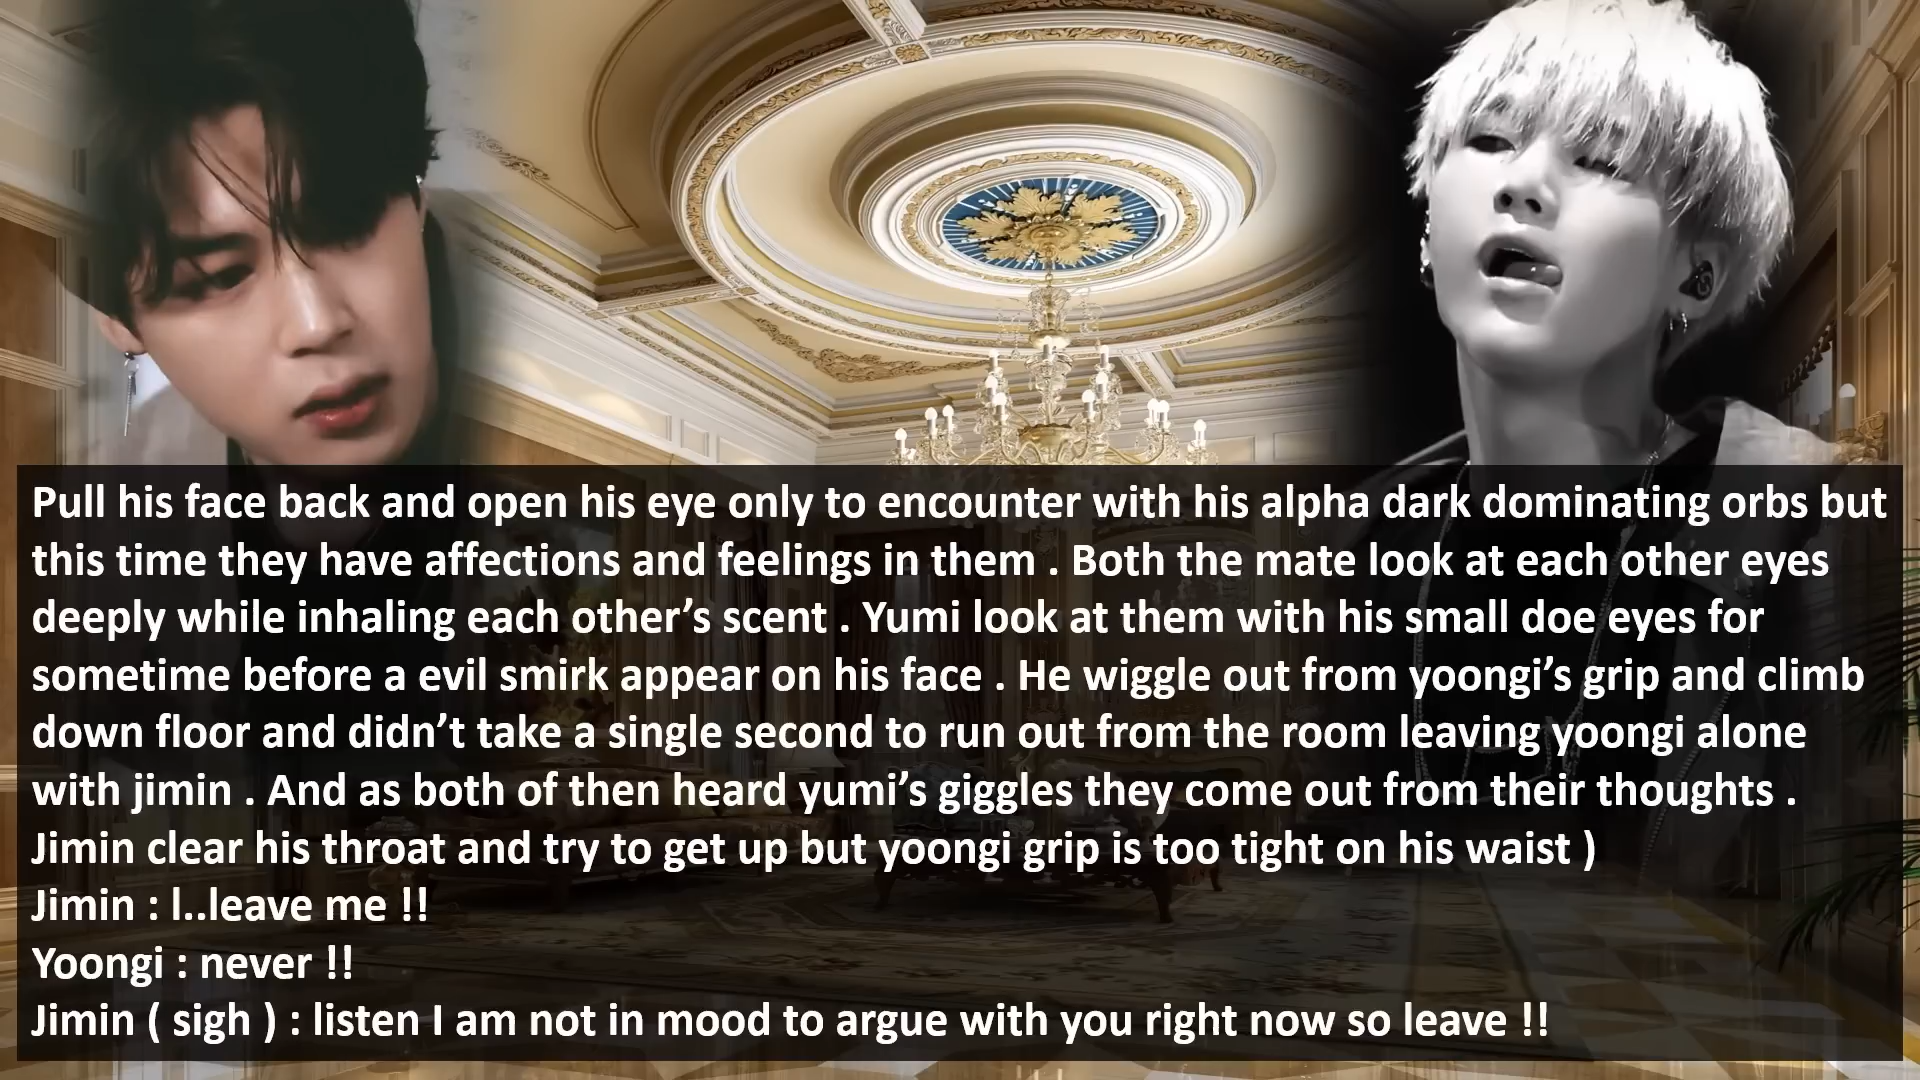 Pull his face back and open his eye only to encounter with his alpha dark dominating orbs but
this time they have affections and feelings in them . Both the mate look at each other eyes
deeply while inhaling each other’s scent . Yumi look at them with his small doe eyes for
sometime before a evil smirk appear on his face . He wiggle out from yoongi’s grip and climb
down floor and didn’t take a single second to run out from the room leaving yoongi alone
with jimin . And as both of then heard yumi’s giggles they come out from their thoughts .
Jimin clear his throat and try to get up but yoongi grip is too tight on his waist )
Jimin : l..leave me !!
Yoongi : never !!
Jimin ( sigh ) : listen I am not in mood to argue with you right now so leave !!